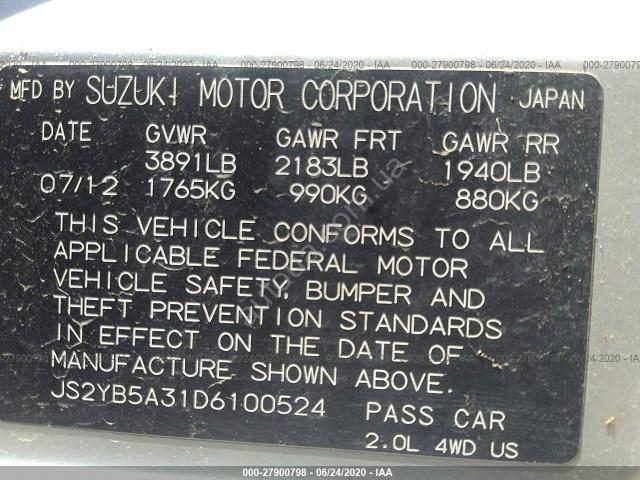 000-27900798 - 06/24/2020 - IAA
MFD BY SUZUKI MOTOR CORPORATION JAPAN
DATE GVWR GAWR FRT GAWR RR
3891LB 2183LB 1940LB
07/12 1765KG 990KG 880KG
THIS VEHICLE CONFORMS TO ALL
APPLICABLE FEDERAL MOTOR
VEHICLE SAFETY, BUMPER AND
THEFT PREVENTION STANDARDS
IN EFFECT ON THE DATE OF
MANUFACTURE SHOWN ABOVE.
JS2YB5A31D6100524 PASS CAR
2.0L 4WD US
000-27900798 - 06/24/2020 - IAA